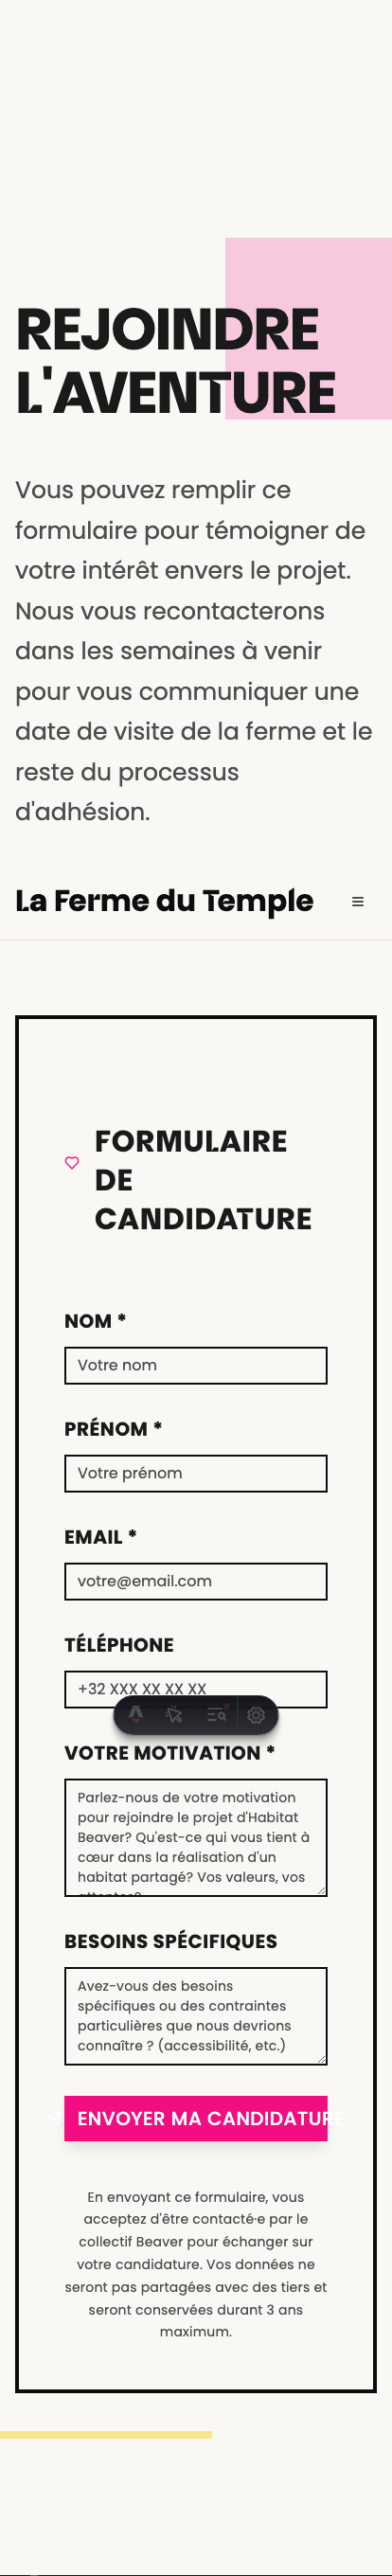 REJOINDRE
L'AVENTURE
Vous pouvez remplir ce
formulaire pour témoigner de
votre intérêt envers le projet.
Nous vous recontacterons
dans les semaines à venir
pour vous communiquer une
date de visite de la ferme et le
reste du processus
d'adhésion.
La Ferme du Temple
FORMULAIRE
DE
CANDIDATURE
NOM *
Votre nom
PRÉNOM *
Votre prénom
EMAIL *
votre@email.com
TÉLÉPHONE
+32 XXX XX XX XX
VOTRE MOTIVATION *
Parlez-nous de votre motivation
pour rejoindre le projet d'Habitat
Beaver? Qu'est-ce qui vous tient à
cœur dans la réalisation d'un
habitat partagé? Vos valeurs, vos
attentes?
BESOINS SPÉCIFIQUES
Avez-vous des besoins
spécifiques ou des contraintes
particulières que nous devrions
connaître ? (accessibilité, etc.)
ENVOYER MA CANDIDATURE
En envoyant ce formulaire, vous
acceptez d'être contacté·e par le
collectif Beaver pour échanger sur
votre candidature. Vos données ne
seront pas partagées avec des tiers et
seront conservées durant 3 ans
maximum.